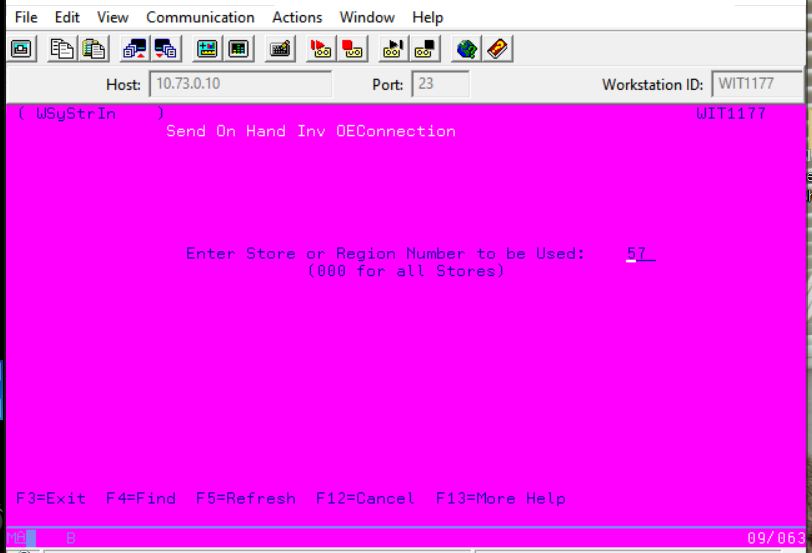 File Edit View Communication Actions Window Help
Host: 10.73.0.10 Port: 23 Workstation ID: WIT1177
( WSyStrIn ) WIT1177
Send On Hand Inv OEConnection
Enter Store or Region Number to be Used: 57
(000 for all Stores)
F3=Exit F4=Find F5=Refresh F12=Cancel F13=More Help
MA B 09/063